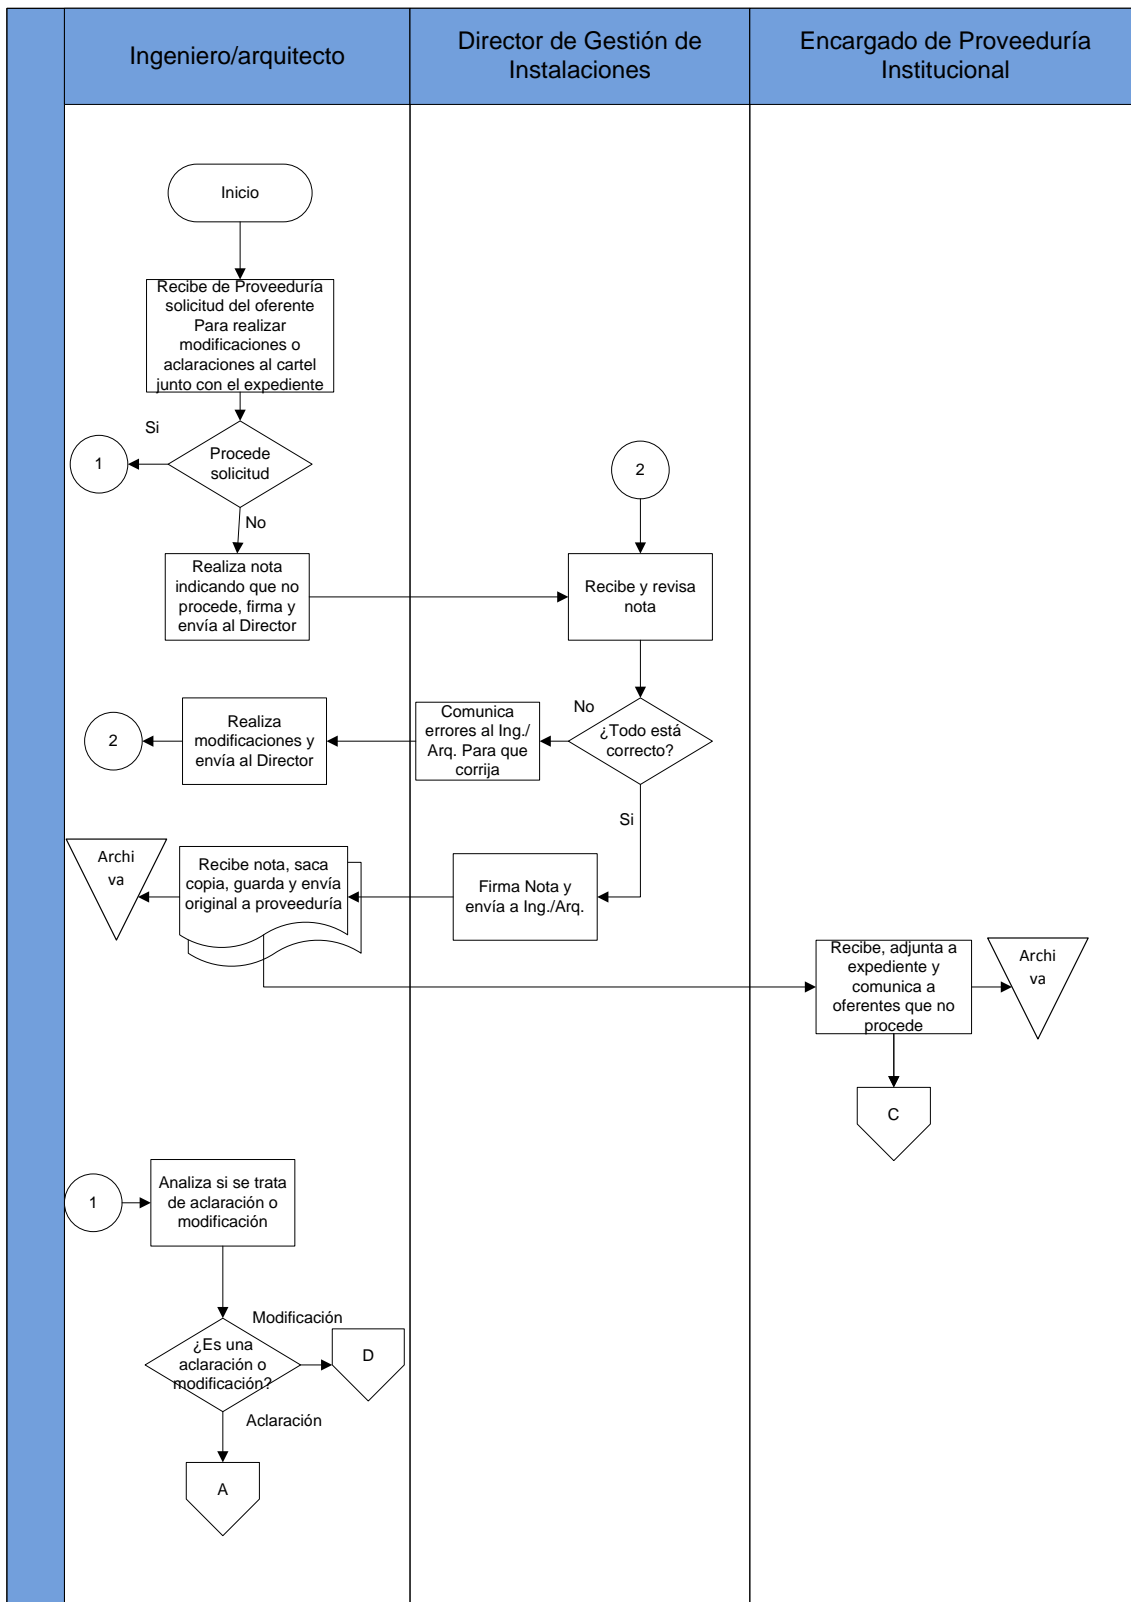 Ingeniero/arquitecto
Director de Gestión de
Instalaciones
Encargado de Proveeduría
Institucional
Inicio
Recibe de Proveeduría
solicitud del oferente
Para realizar
modificaciones o
aclaraciones al cartel
junto con el expediente
Si
1
Procede
solicitud
2
No
Realiza nota
indicando que no
procede, firma y
envía al Director
Recibe y revisa
nota
2
Realiza
modificaciones y
envía al Director
Comunica
errores al Ing./
Arq. Para que
corrija
No
¿Todo está
correcto?
Si
Archi
va
Recibe nota, saca
copia, guarda y envía
original a proveeduría
Firma Nota y
envía a Ing./Arq.
Recibe, adjunta a
expediente y
comunica a
oferentes que no
procede
Archi
va
C
1
Analiza si se trata
de aclaración o
modificación
Modificación
¿Es una
aclaración o
modificación?
D
Aclaración
A